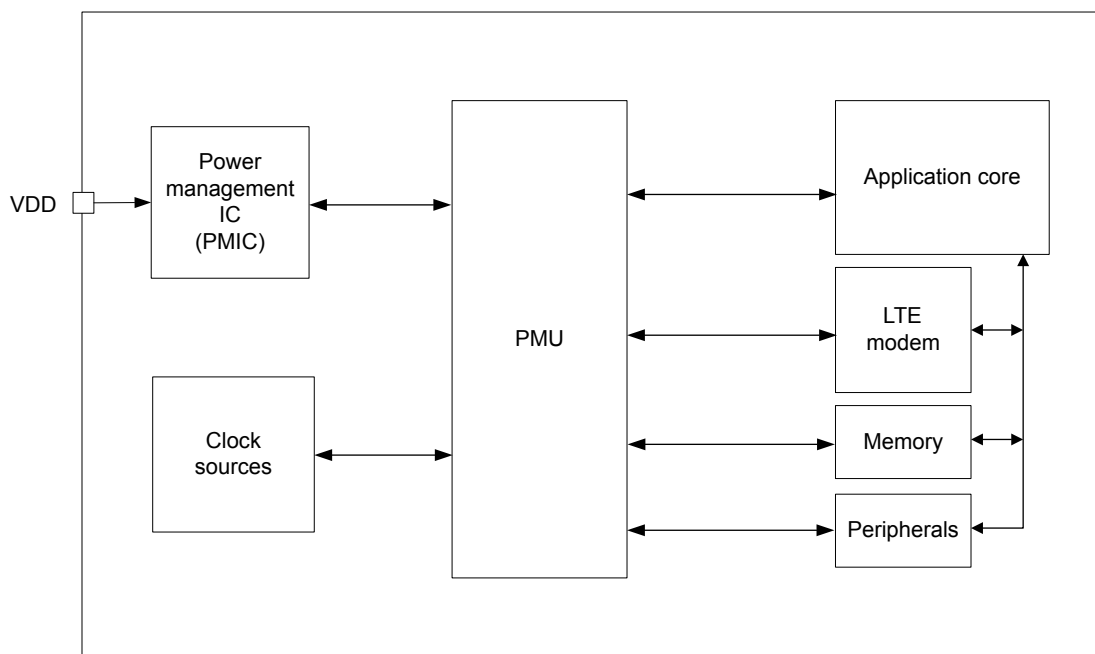 VDD
Power
management
IC
(PMIC)
Clock
sources
PMU
Application core
LTE
modem
Memory
Peripherals